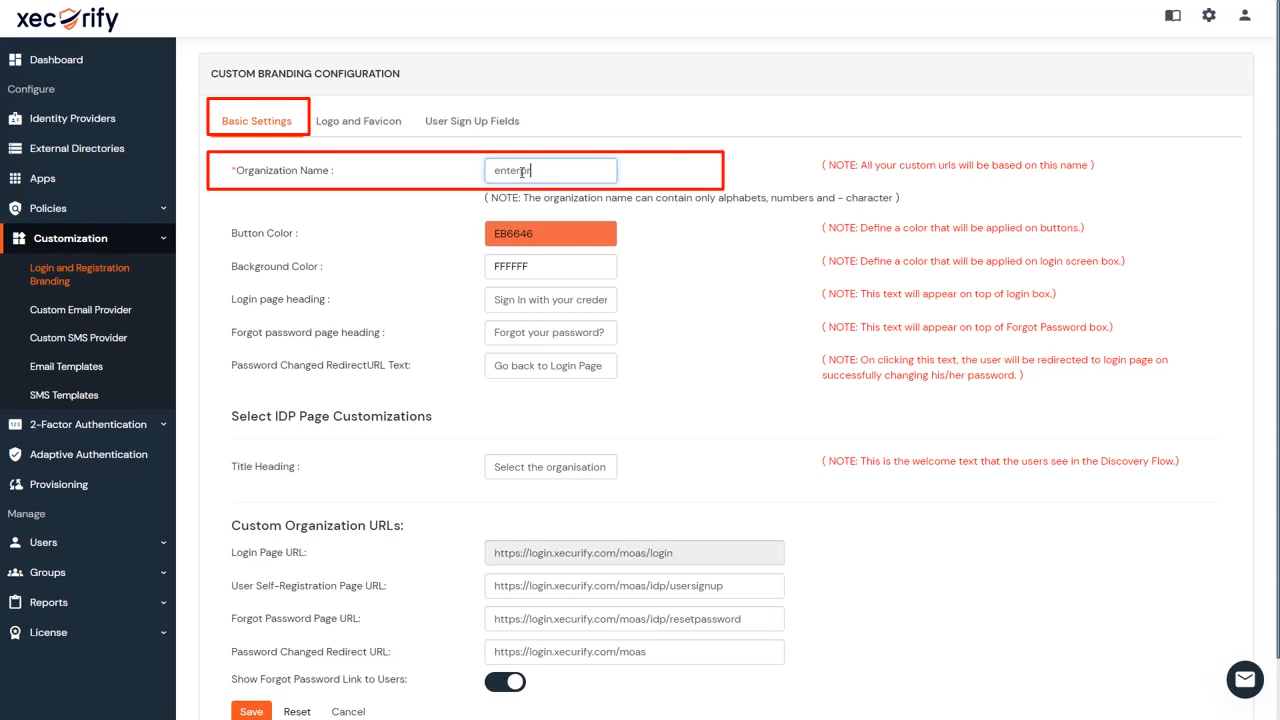 xecurify
Dashboard
Configure
Identity Providers
External Directories
Apps
Policies
Customization
Login and Registration
Branding
Custom Email Provider
Custom SMS Provider
Email Templates
SMS Templates
2-Factor Authentication
Adaptive Authentication
Provisioning
Manage
Users
Groups
Reports
License
CUSTOM BRANDING CONFIGURATION
Basic Settings Logo and Favicon User Sign Up Fields
*Organization Name : enterpr ( NOTE: All your custom urls will be based on this name )
( NOTE: The organization name can contain only alphabets, numbers and - character )
Button Color : EB6646 ( NOTE: Define a color that will be applied on buttons.)
Background Color : FFFFFF ( NOTE: Define a color that will be applied on login screen box.)
Login page heading : Sign In with your creder ( NOTE: This text will appear on top of login box.)
Forgot password page heading : Forgot your password? ( NOTE: This text will appear on top of Forgot Password box.)
Password Changed RedirectURL Text: Go back to Login Page ( NOTE: On clicking this text, the user will be redirected to login page on
successfully changing his/her password. )
Select IDP Page Customizations
Title Heading : Select the organisation ( NOTE: This is the welcome text that the users see in the Discovery Flow.)
Custom Organization URLs:
Login Page URL: https://login.xecurify.com/moas/login
User Self-Registration Page URL: https://login.xecurify.com/moas/idp/usersignup
Forgot Password Page URL: https://login.xecurify.com/moas/idp/resetpassword
Password Changed Redirect URL: https://login.xecurify.com/moas
Show Forgot Password Link to Users:
Save Reset Cancel